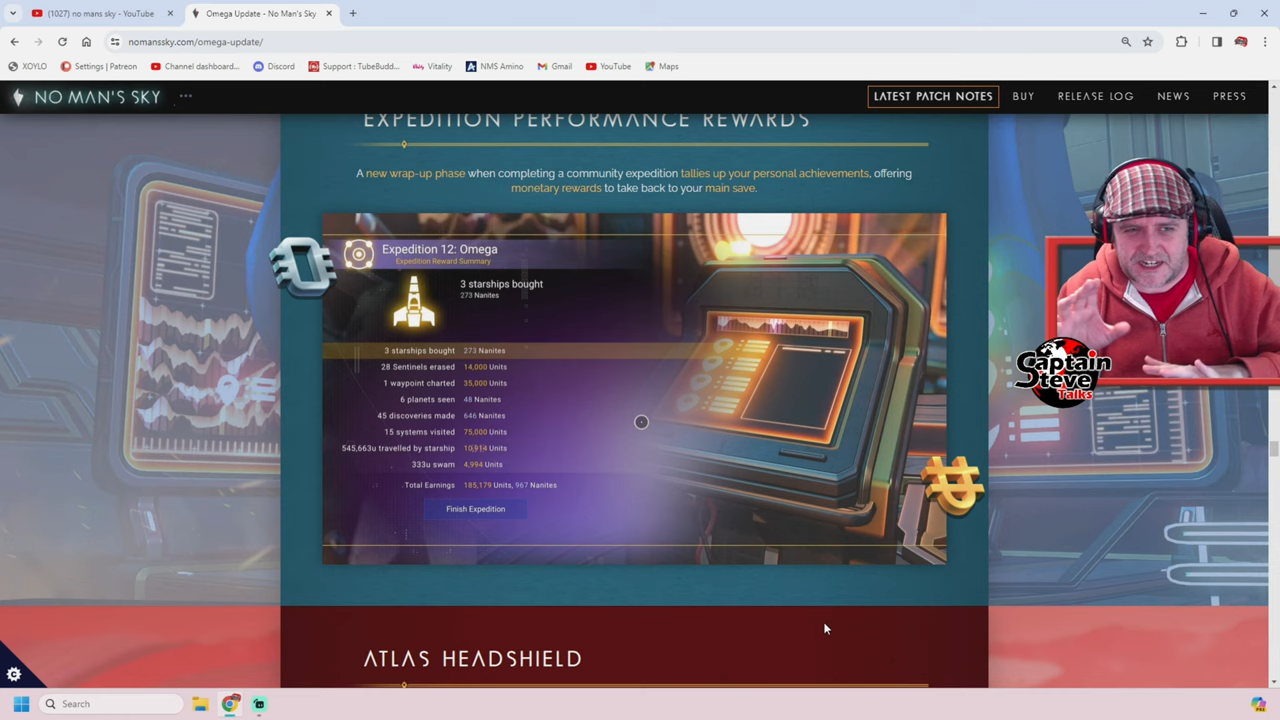 (1027) no mans sky - YouTube
Omega Update - No Man's Sky
nomanssky.com/omega-update/
XOYLO
Settings | Patreon
Channel dashboard...
Discord
Support : TubeBudd...
Vitality
NMS Amino
Gmail
YouTube
Maps
NO MAN'S SKY
LATEST PATCH NOTES
BUY
RELEASE LOG
NEWS
PRESS
EXPEDITION PERFORMANCE REWARDS
A new wrap-up phase when completing a community expedition tallies up your personal achievements, offering
monetary rewards to take back to your main save.
Expedition 12: Omega
Expedition Reward Summary
3 starships bought
273 Nanites
3 starships bought 273 Nanites
28 Sentinels erased 14,000 Units
1 waypoint charted 35,000 Units
6 planets seen 48 Nanites
45 discoveries made 646 Nanites
15 systems visited 75,000 Units
545,663u travelled by starship Units
333u swam 4,994 Units
Total Earnings 185,179 Units, 967 Nanites
Finish Expedition
Captain
Steve
Talks
ATLAS HEADSHIELD
Search